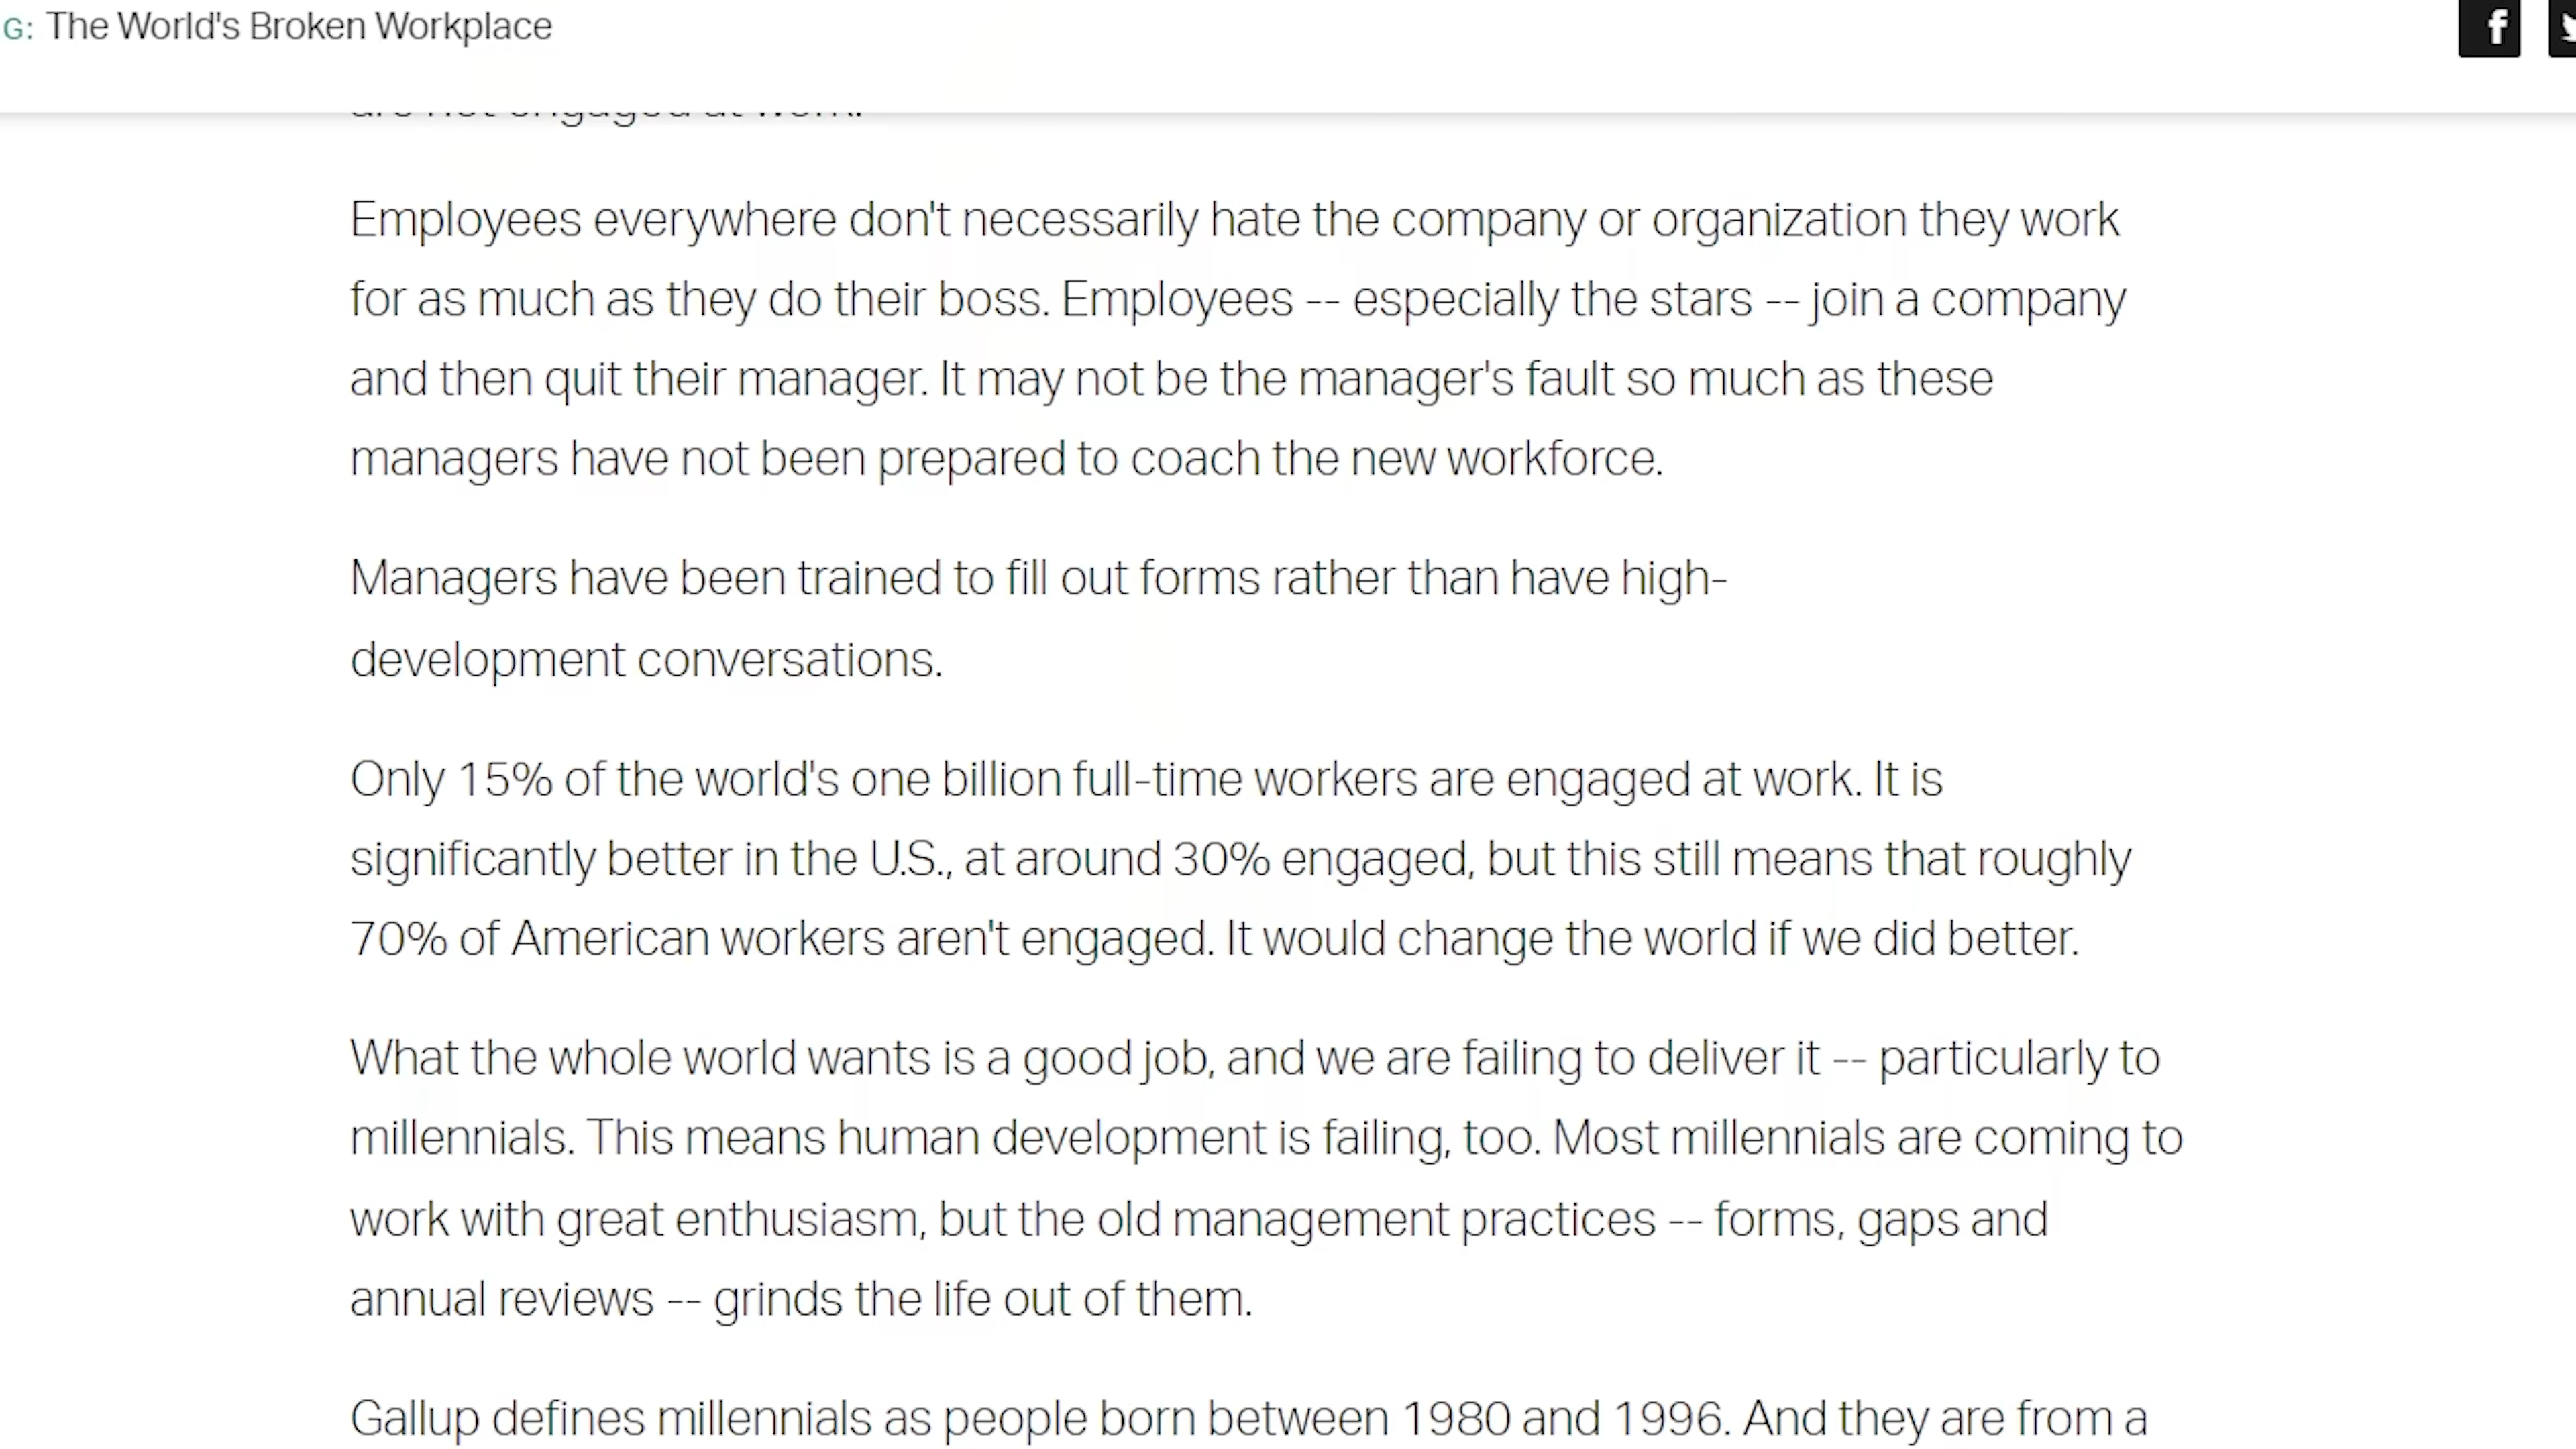 G: The World's Broken Workplace
are not engaged at work.
Employees everywhere don't necessarily hate the company or organization they work
for as much as they do their boss. Employees -- especially the stars -- join a company
and then quit their manager. It may not be the manager's fault so much as these
managers have not been prepared to coach the new workforce.
Managers have been trained to fill out forms rather than have high-
development conversations.
Only 15% of the world's one billion full-time workers are engaged at work. It is
significantly better in the U.S., at around 30% engaged, but this still means that roughly
70% of American workers aren't engaged. It would change the world if we did better.
What the whole world wants is a good job, and we are failing to deliver it -- particularly to
millennials. This means human development is failing, too. Most millennials are coming to
work with great enthusiasm, but the old management practices -- forms, gaps and
annual reviews -- grinds the life out of them.
Gallup defines millennials as people born between 1980 and 1996. And they are from a